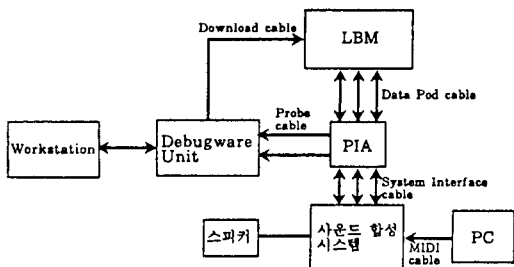 Download cable
LBM
Data Pod cable
Probe
cable
Workstation
Debugware
Unit
PIA
System Interface
cable
스피커
사운드 합성
시스템
MIDI
cable
PC